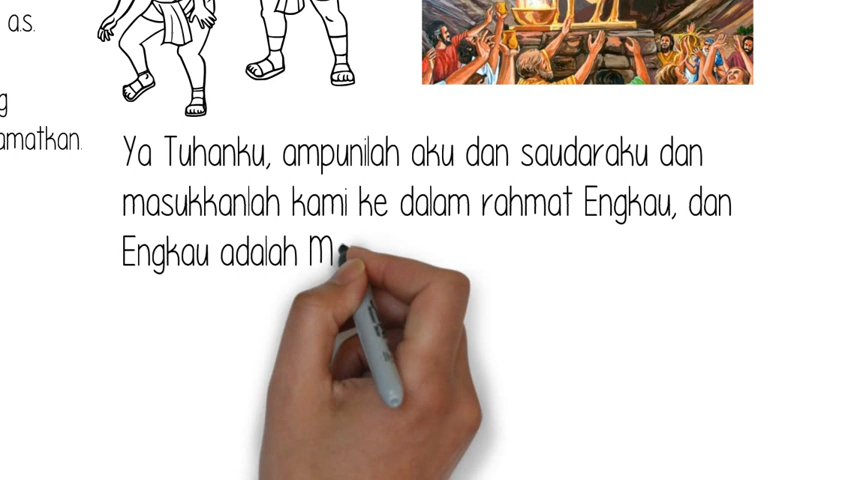 a.s.
g
amatkan.
Ya Tuhanku, ampunilah aku dan saudaraku dan
masukkanlah kami ke dalam rahmat Engkau, dan
Engkau adalah M